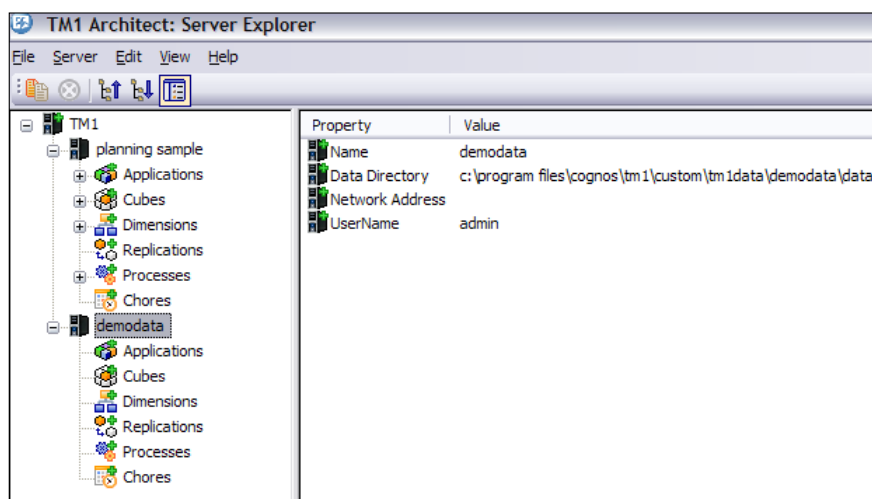 TM1 Architect: Server Explorer
File Server Edit View Help
TM1
planning sample
Applications
Cubes
Dimensions
Replications
Processes
Chores
demodata
Applications
Cubes
Dimensions
Replications
Processes
Chores
Property Value
Name demodata
Data Directory c:\program files\cognos\tm1\custom\tm1data\demodata\data
Network Address
UserName admin